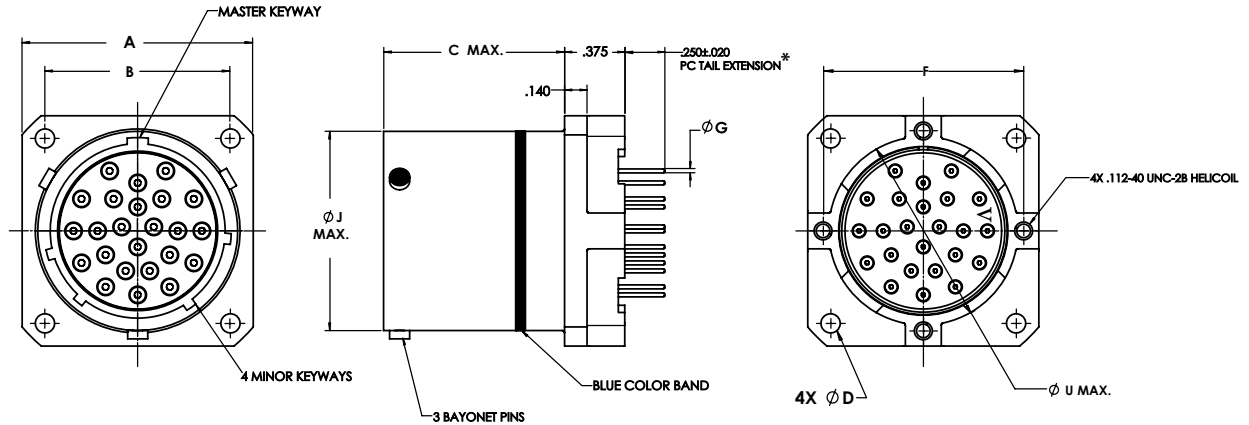 MASTER KEYWAY
A
B
4 MINOR KEYWAYS
C MAX.
.375
.250±.020
PC TAIL EXTENSION*
.140
ØG
ØJ
MAX.
BLUE COLOR BAND
3 BAYONET PINS
F
4X .112-40 UNC-2B HELICOIL
V
4X ØD
Ø U MAX.